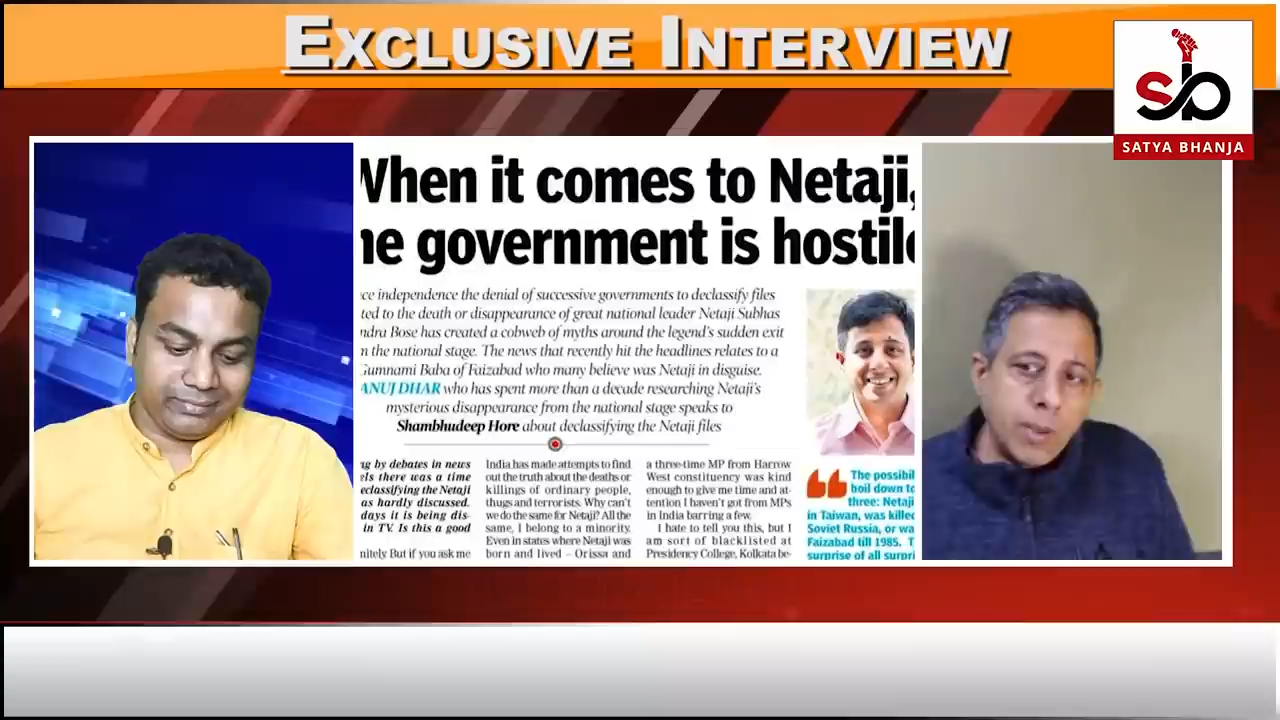 EXCLUSIVE INTERVIEW
sb
SATYA BHANJA
When it comes to Netaji,
he government is hostile
ce independence the denial of successive governments to declassify files
ted to the death or disappearance of great national leader Netaji Subhas
ndra Bose has created a cobweb of myths around the legend's sudden exit
n the national stage. The news that recently hit the headlines relates to a
Gumnami Baba of Faizabad who many believe was Netaji in disguise.
ANUJ DHAR who has spent more than a decade researching Netaji's
mysterious disappearance from the national stage speaks to
Shambhudeep Hore about declassifying the Netaji files
ng by debates in news
els there was a time
eclassifying the Netaji
as hardly discussed.
days it is being dis-
in TV. Is this a good
nitely But if you ask me
India has made attempts to find
out the truth about the deaths or
killings of ordinary people,
thugs and terrorists. Why can't
we do the same for Netaji? All the
same, I belong to a minority.
Even in states where Netaji was
born and lived – Orissa and
a three-time MP from Harrow
West constituency was kind
enough to give me time and at-
tention I haven't got from MPs
in India barring a few.
I hate to tell you this, but I
am sort of blacklisted at
Presidency College, Kolkata be-
The possibil
boil down to
three: Netaji
in Taiwan, was killed
Soviet Russia, or wa
Faizabad till 1985. T
surprise of all surpri